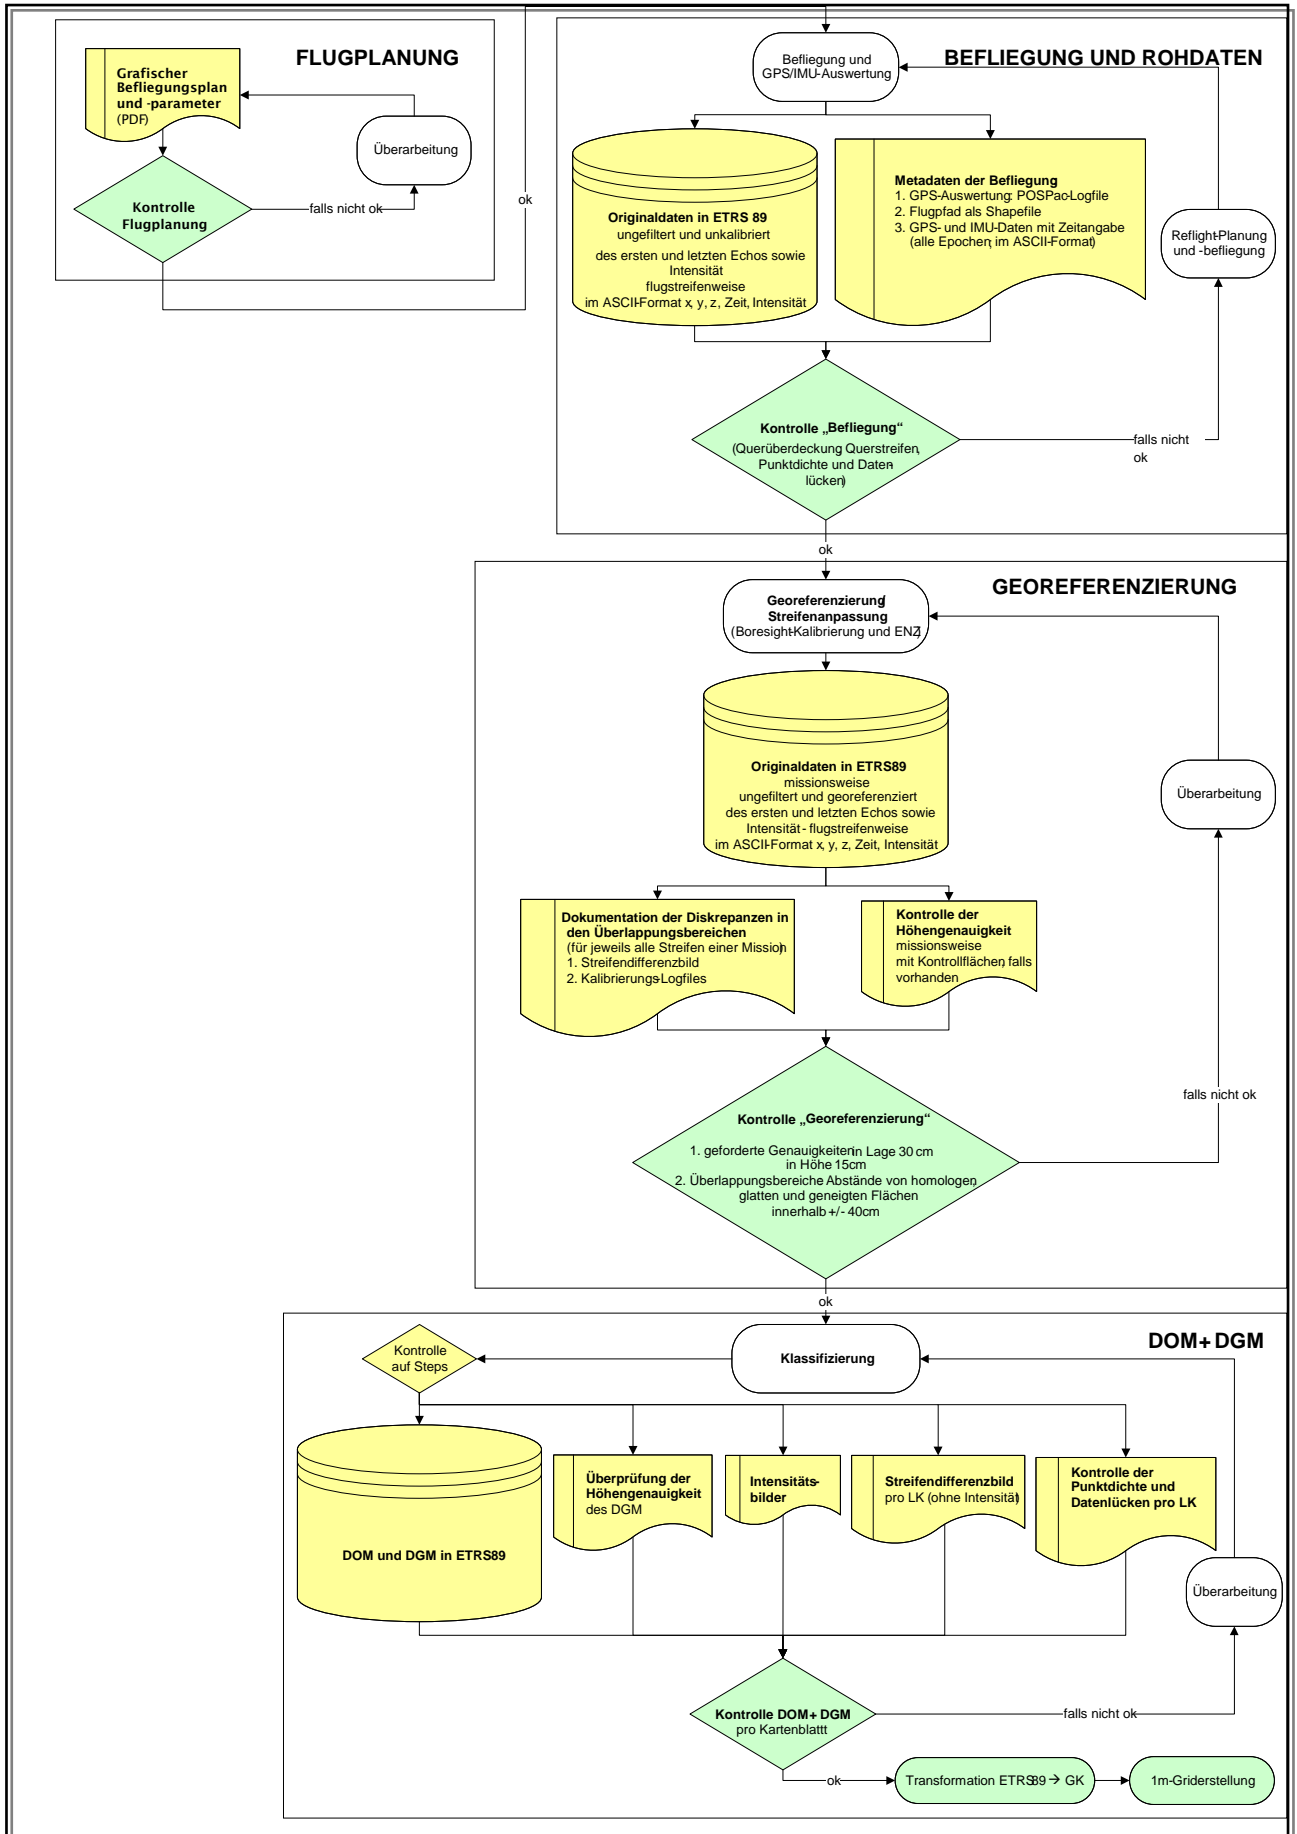 FLUGPLANUNG
Grafischer
Befliegungsplan
und -parameter
(PDF)
Überarbeitung
Kontrolle
Flugplanung
falls nicht ok
ok
BEFLIEGUNG UND ROHDATEN
Befliegung und
GPS/IMU-Auswertung
Originaldaten in ETRS 89
ungefiltert und unkalibriert
des ersten und letzten Echos sowie
Intensität
flugstreifenweise
im ASCII-Format x, y, z, Zeit, Intensität
Metadaten der Befliegung
1. GPS-Auswertung: POSPac-Logfile
2. Flugpfad als Shapefile
3. GPS- und IMU-Daten mit Zeitangabe
(alle Epochen, im ASCII-Format)
Reflight-Planung
und -befliegung
Kontrolle „Befliegung“
(Querüberdeckung, Querstreifen,
Punktdichte und Daten-
lücken)
falls nicht
ok
ok
GEOREFERENZIERUNG
Georeferenzierung/
Streifenanpassung
(Boresight-Kalibrierung und ENZ)
Originaldaten in ETRS89
missionsweise
ungefiltert und georeferenziert
des ersten und letzten Echos sowie
Intensität - flugstreifenweise
im ASCII-Format x, y, z, Zeit, Intensität
Überarbeitung
Dokumentation der Diskrepanzen in
den Überlappungsbereichen
(für jeweils alle Streifen einer Mission)
1. Streifendifferenzbild
2. Kalibrierungs-Logfiles
Kontrolle der
Höhengenauigkeit
missionsweise
mit Kontrollflächen, falls
vorhanden
Kontrolle „Georeferenzierung“
1. geforderte Genauigkeiten in Lage 30 cm
in Höhe 15cm
2. Überlappungsbereiche Abstände von homologen,
glatten und geneigten Flächen
innerhalb +/- 40cm
falls nicht ok
ok
DOM+ DGM
Kontrolle
auf Steps
Klassifizierung
DOM und DGM in ETRS89
Überprüfung der
Höhengenauigkeit
des DGM
Intensitäts-
bilder
Streifendifferenzbild
pro LK (ohne Intensität)
Kontrolle der
Punktdichte und
Datenlücken pro LK
Überarbeitung
Kontrolle DOM+ DGM
pro Kartenblattt
falls nicht ok
ok
Transformation ETRS89 → GK
1m-Griderstellung